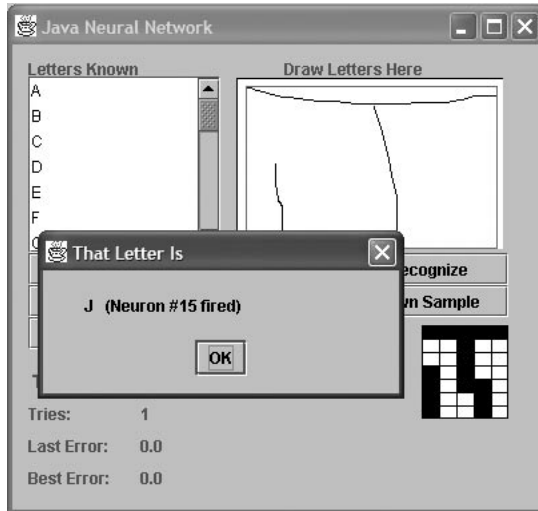 Java Neural Network
Letters Known
Draw Letters Here
A
B
C
D
E
F
That Letter Is
ecognize
J (Neuron #15 fired)
n Sample
OK
Tries: 1
Last Error: 0.0
Best Error: 0.0